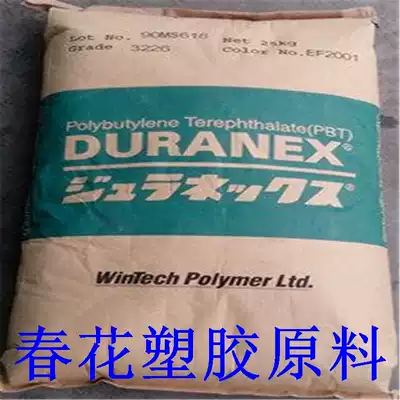 Lot No. 90MS616 Net 25kg
Grade 3226 Color No.EF2001
Polybutylene Terephthalate(PBT)
DURANEX®
ジュラネックス®
WinTech Polymer Ltd.
春花塑胶原料